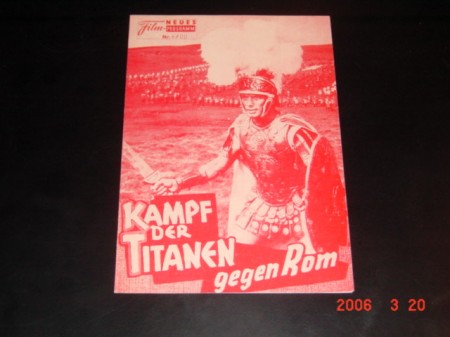 Film
NEUES
PROGRAMM
KAMPF
DER
TITANEN
gegen Rom
2006 3 20